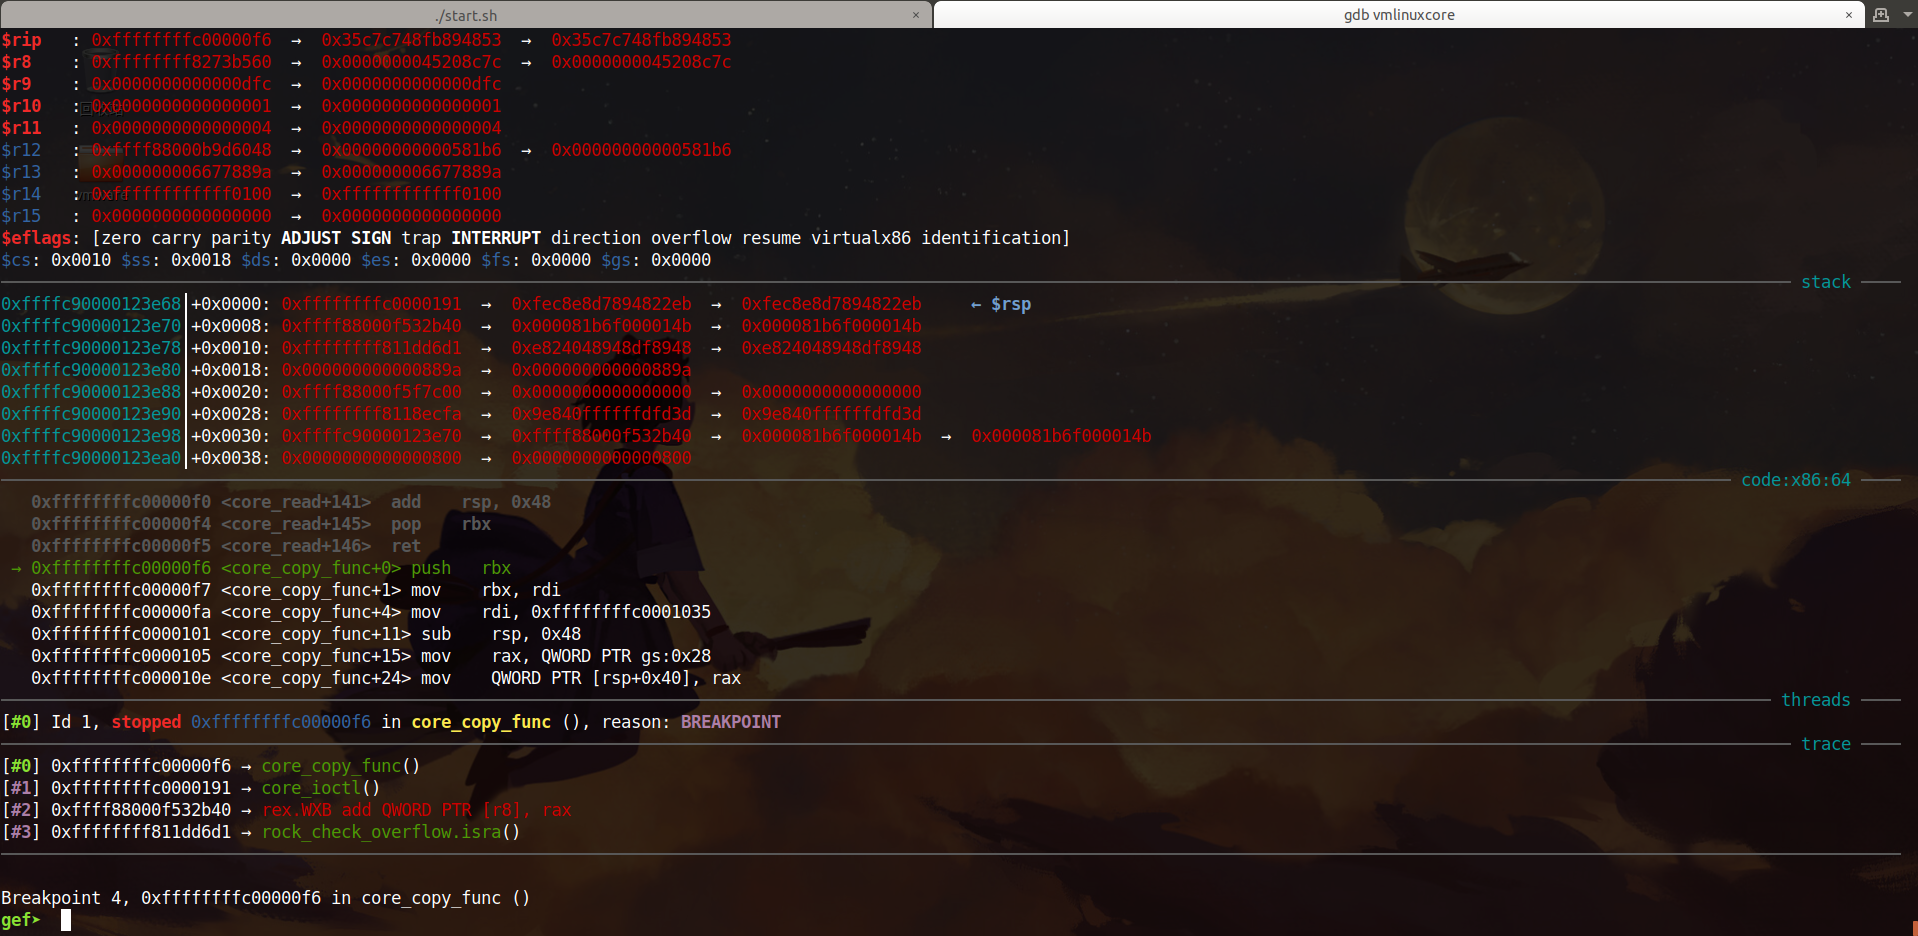 ./start.sh × gdb vmlinuxcore ×
$rip : 0xffffffffc00000f6 → 0x35c7c748fb894853 → 0x35c7c748fb894853
$r8 : 0xffffffff8273b560 → 0x0000000045208c7c → 0x0000000045208c7c
$r9 : 0x0000000000000dfc → 0x0000000000000dfc
$r10 : 0x0000000000000001 → 0x0000000000000001
$r11 : 0x0000000000000004 → 0x0000000000000004
$r12 : 0xffff88000b9d6048 → 0x00000000000581b6 → 0x00000000000581b6
$r13 : 0x000000006677889a → 0x000000006677889a
$r14 : 0xffffffffffff0100 → 0xffffffffffff0100
$r15 : 0x0000000000000000 → 0x0000000000000000
$eflags: [zero carry parity ADJUST SIGN trap INTERRUPT direction overflow resume virtualx86 identification]
$cs: 0x0010 $ss: 0x0018 $ds: 0x0000 $es: 0x0000 $fs: 0x0000 $gs: 0x0000
stack
0xffffc90000123e68│+0x0000: 0xffffffffc0000191 → 0xfec8e8d7894822eb → 0xfec8e8d7894822eb ← $rsp
0xffffc90000123e70│+0x0008: 0xffff88000f532b40 → 0x000081b6f000014b → 0x000081b6f000014b
0xffffc90000123e78│+0x0010: 0xffffffff811dd6d1 → 0xe824048948df8948 → 0xe824048948df8948
0xffffc90000123e80│+0x0018: 0x000000000000889a → 0x000000000000889a
0xffffc90000123e88│+0x0020: 0xffff88000f5f7c00 → 0x0000000000000000 → 0x0000000000000000
0xffffc90000123e90│+0x0028: 0xffffffff8118ecfa → 0x9e840ffffffdfd3d → 0x9e840ffffffdfd3d
0xffffc90000123e98│+0x0030: 0xffffc90000123e70 → 0xffff88000f532b40 → 0x000081b6f000014b → 0x000081b6f000014b
0xffffc90000123ea0│+0x0038: 0x0000000000000800 → 0x0000000000000800
code:x86:64
0xffffffffc00000f0 <core_read+141> add rsp, 0x48
0xffffffffc00000f4 <core_read+145> pop rbx
0xffffffffc00000f5 <core_read+146> ret
→ 0xffffffffc00000f6 <core_copy_func+0> push rbx
0xffffffffc00000f7 <core_copy_func+1> mov rbx, rdi
0xffffffffc00000fa <core_copy_func+4> mov rdi, 0xffffffffc0001035
0xffffffffc0000101 <core_copy_func+11> sub rsp, 0x48
0xffffffffc0000105 <core_copy_func+15> mov rax, QWORD PTR gs:0x28
0xffffffffc000010e <core_copy_func+24> mov QWORD PTR [rsp+0x40], rax
threads
[#0] Id 1, stopped 0xffffffffc00000f6 in core_copy_func (), reason: BREAKPOINT
trace
[#0] 0xffffffffc00000f6 → core_copy_func()
[#1] 0xffffffffc0000191 → core_ioctl()
[#2] 0xffff88000f532b40 → rex.WXB add QWORD PTR [r8], rax
[#3] 0xffffffff811dd6d1 → rock_check_overflow.isra()
Breakpoint 4, 0xffffffffc00000f6 in core_copy_func ()
gef➤